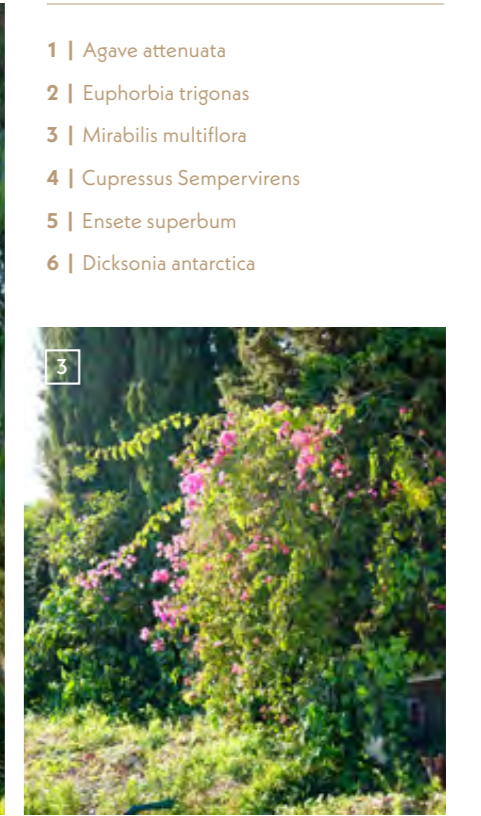 1 | Agave attenuata
2 | Euphorbia trigonas
3 | Mirabilis multiflora
4 | Cupressus Sempervirens
5 | Ensete superbum
6 | Dicksonia antarctica
3